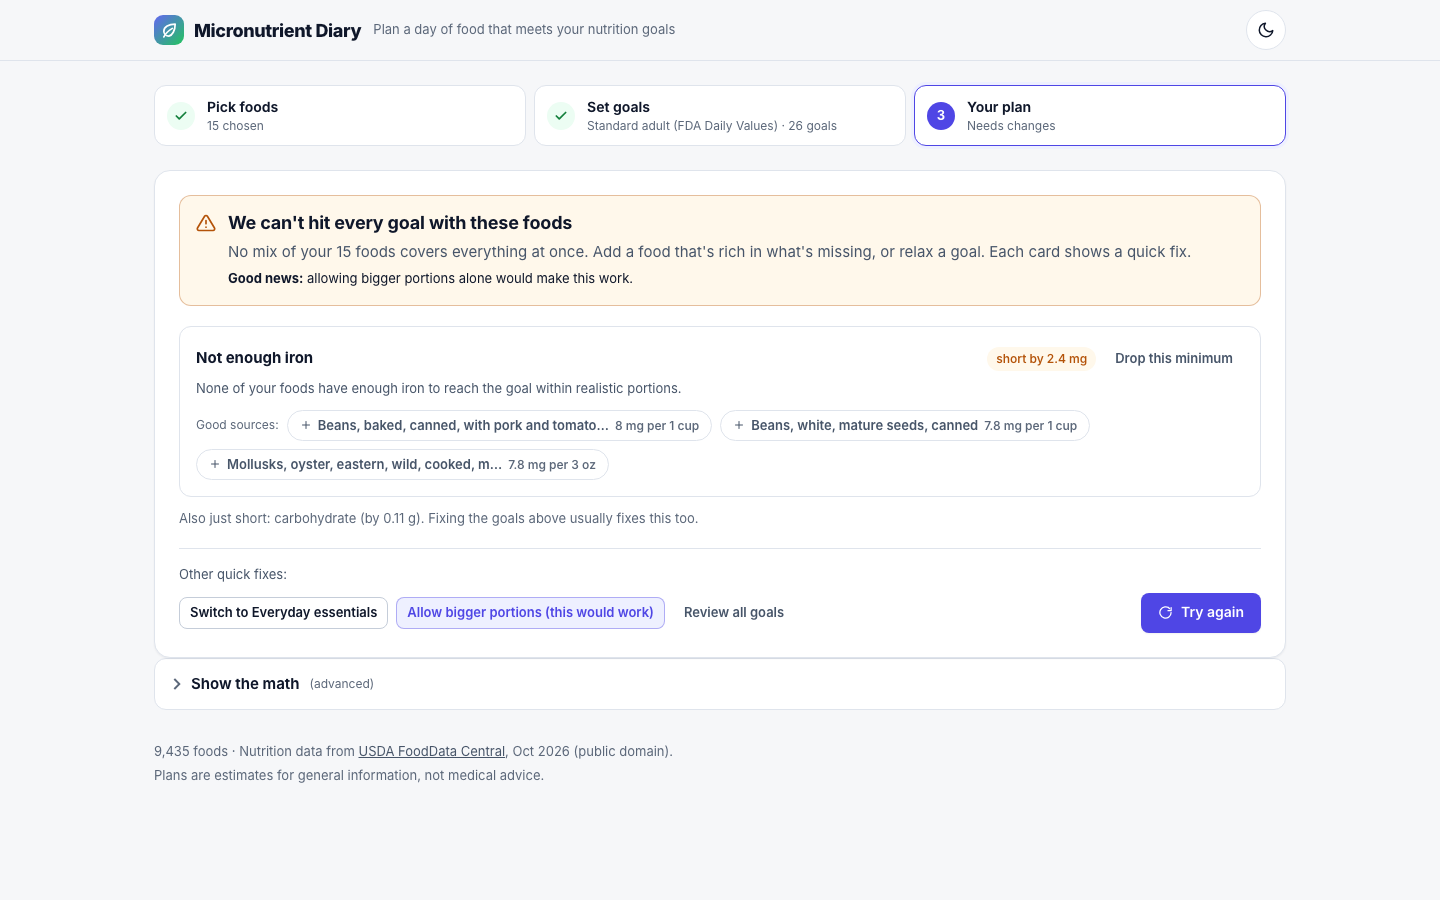 Micronutrient Diary Plan a day of food that meets your nutrition goals
Pick foods
15 chosen
Set goals
Standard adult (FDA Daily Values) · 26 goals
3
Your plan
Needs changes
We can't hit every goal with these foods
No mix of your 15 foods covers everything at once. Add a food that's rich in what's missing, or relax a goal. Each card shows a quick fix.
Good news: allowing bigger portions alone would make this work.
Not enough iron
short by 2.4 mg
Drop this minimum
None of your foods have enough iron to reach the goal within realistic portions.
Good sources: + Beans, baked, canned, with pork and tomato... 8 mg per 1 cup + Beans, white, mature seeds, canned 7.8 mg per 1 cup
+ Mollusks, oyster, eastern, wild, cooked, m... 7.8 mg per 3 oz
Also just short: carbohydrate (by 0.11 g). Fixing the goals above usually fixes this too.
Other quick fixes:
Switch to Everyday essentials
Allow bigger portions (this would work)
Review all goals
Try again
Show the math (advanced)
9,435 foods · Nutrition data from USDA FoodData Central, Oct 2026 (public domain).
Plans are estimates for general information, not medical advice.